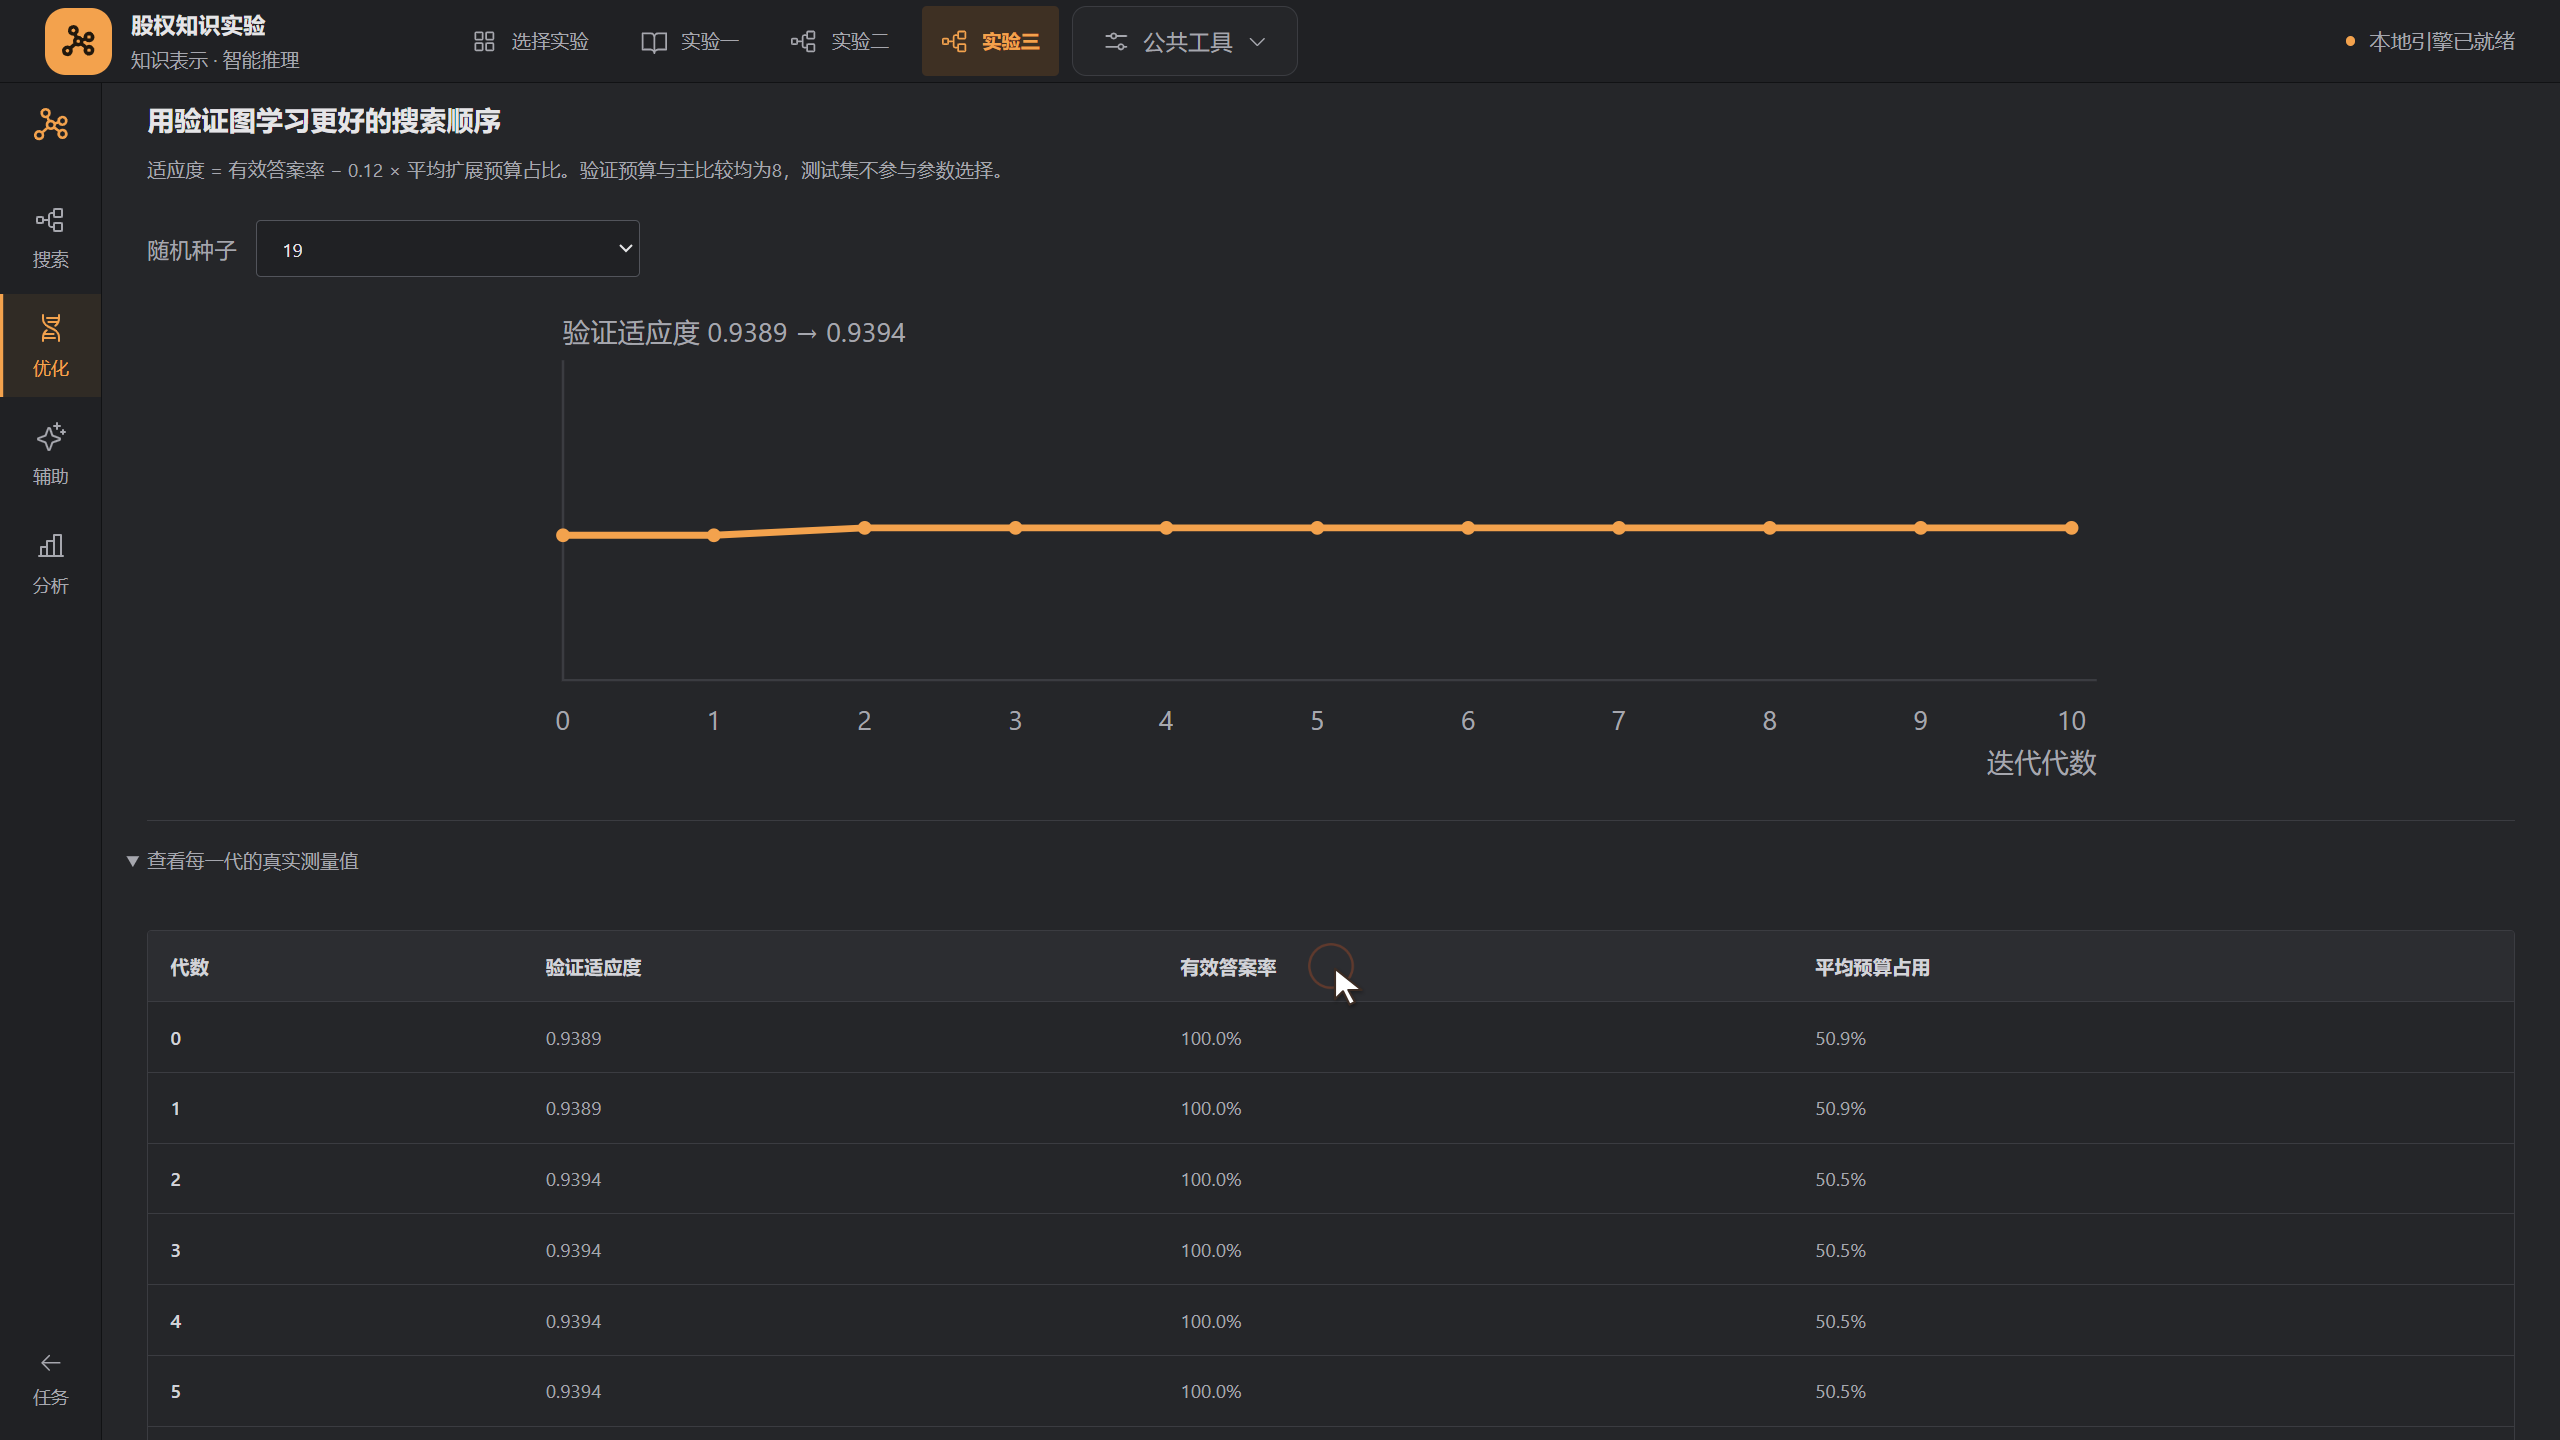 股权知识实验
知识表示 · 智能推理
选择实验
实验一
实验二
实验三
公共工具
本地引擎已就绪
搜索
优化
辅助
分析
任务
用验证图学习更好的搜索顺序
适应度 = 有效答案率 − 0.12 × 平均扩展预算占比。验证预算与主比较均为8，测试集不参与参数选择。
随机种子 19
验证适应度 0.9389 → 0.9394
0 1 2 3 4 5 6 7 8 9 10
迭代代数
查看每一代的真实测量值
代数 验证适应度 有效答案率 平均预算占用
0 0.9389 100.0% 50.9%
1 0.9389 100.0% 50.9%
2 0.9394 100.0% 50.5%
3 0.9394 100.0% 50.5%
4 0.9394 100.0% 50.5%
5 0.9394 100.0% 50.5%